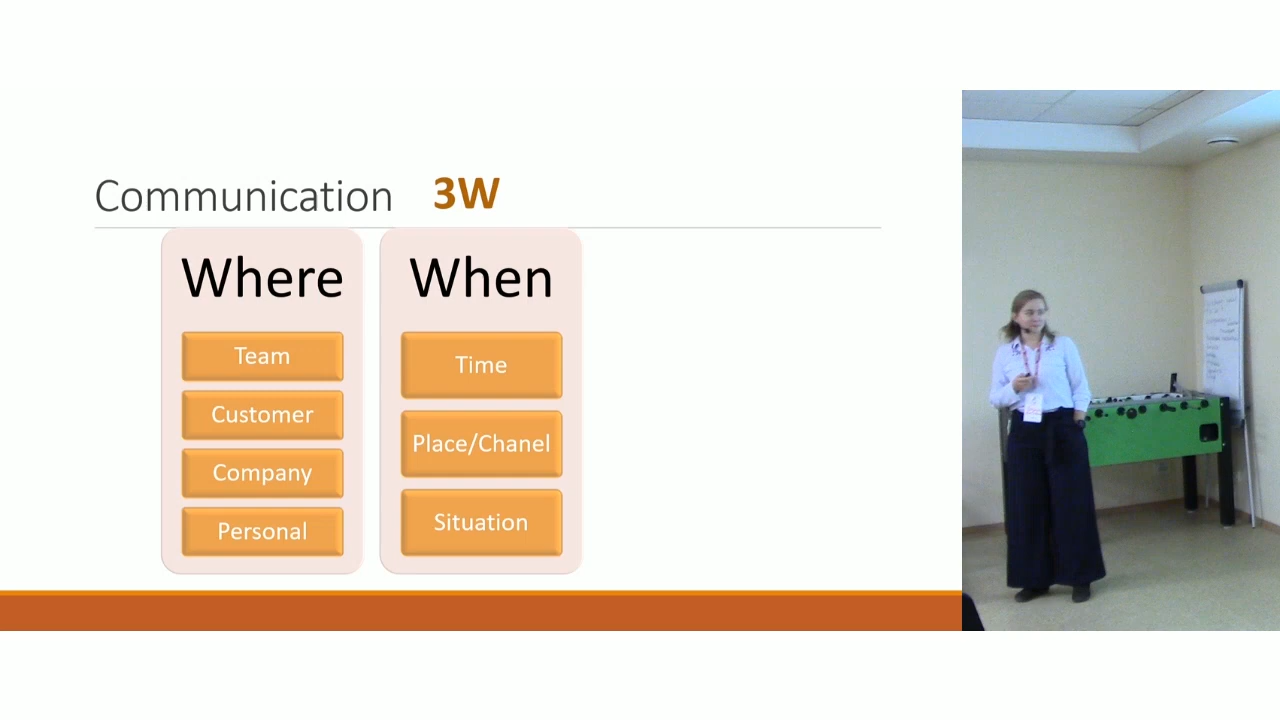 Communication 3W
Where
Team
Customer
Company
Personal
When
Time
Place/Chanel
Situation